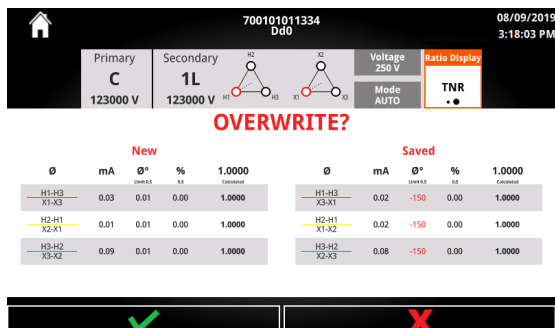 700101011334
Dd0
08/09/2019
3:18:03 PM
Primary
C
123000 V
Secondary
1L
123000 V
H2
H1
H3
X2
X1
X3
Voltage
250 V
Mode
AUTO
Ratio Display
TNR
OVERWRITE?
New
Ø mA Ø° % 1.0000
Limit 0.5 0.5 Calculated
H1-H3
X1-X3
0.03 0.01 0.00 1.0000
H2-H1
X2-X1
0.01 0.01 0.00 1.0000
H3-H2
X3-X2
0.09 0.01 0.00 1.0000
Saved
Ø mA Ø° % 1.0000
Limit 0.5 0.5 Calculated
H1-H3
X3-X1
0.02 -150 0.00 1.0000
H2-H1
X1-X2
0.02 -150 0.00 1.0000
H3-H2
X2-X3
0.08 -150 0.00 1.0000